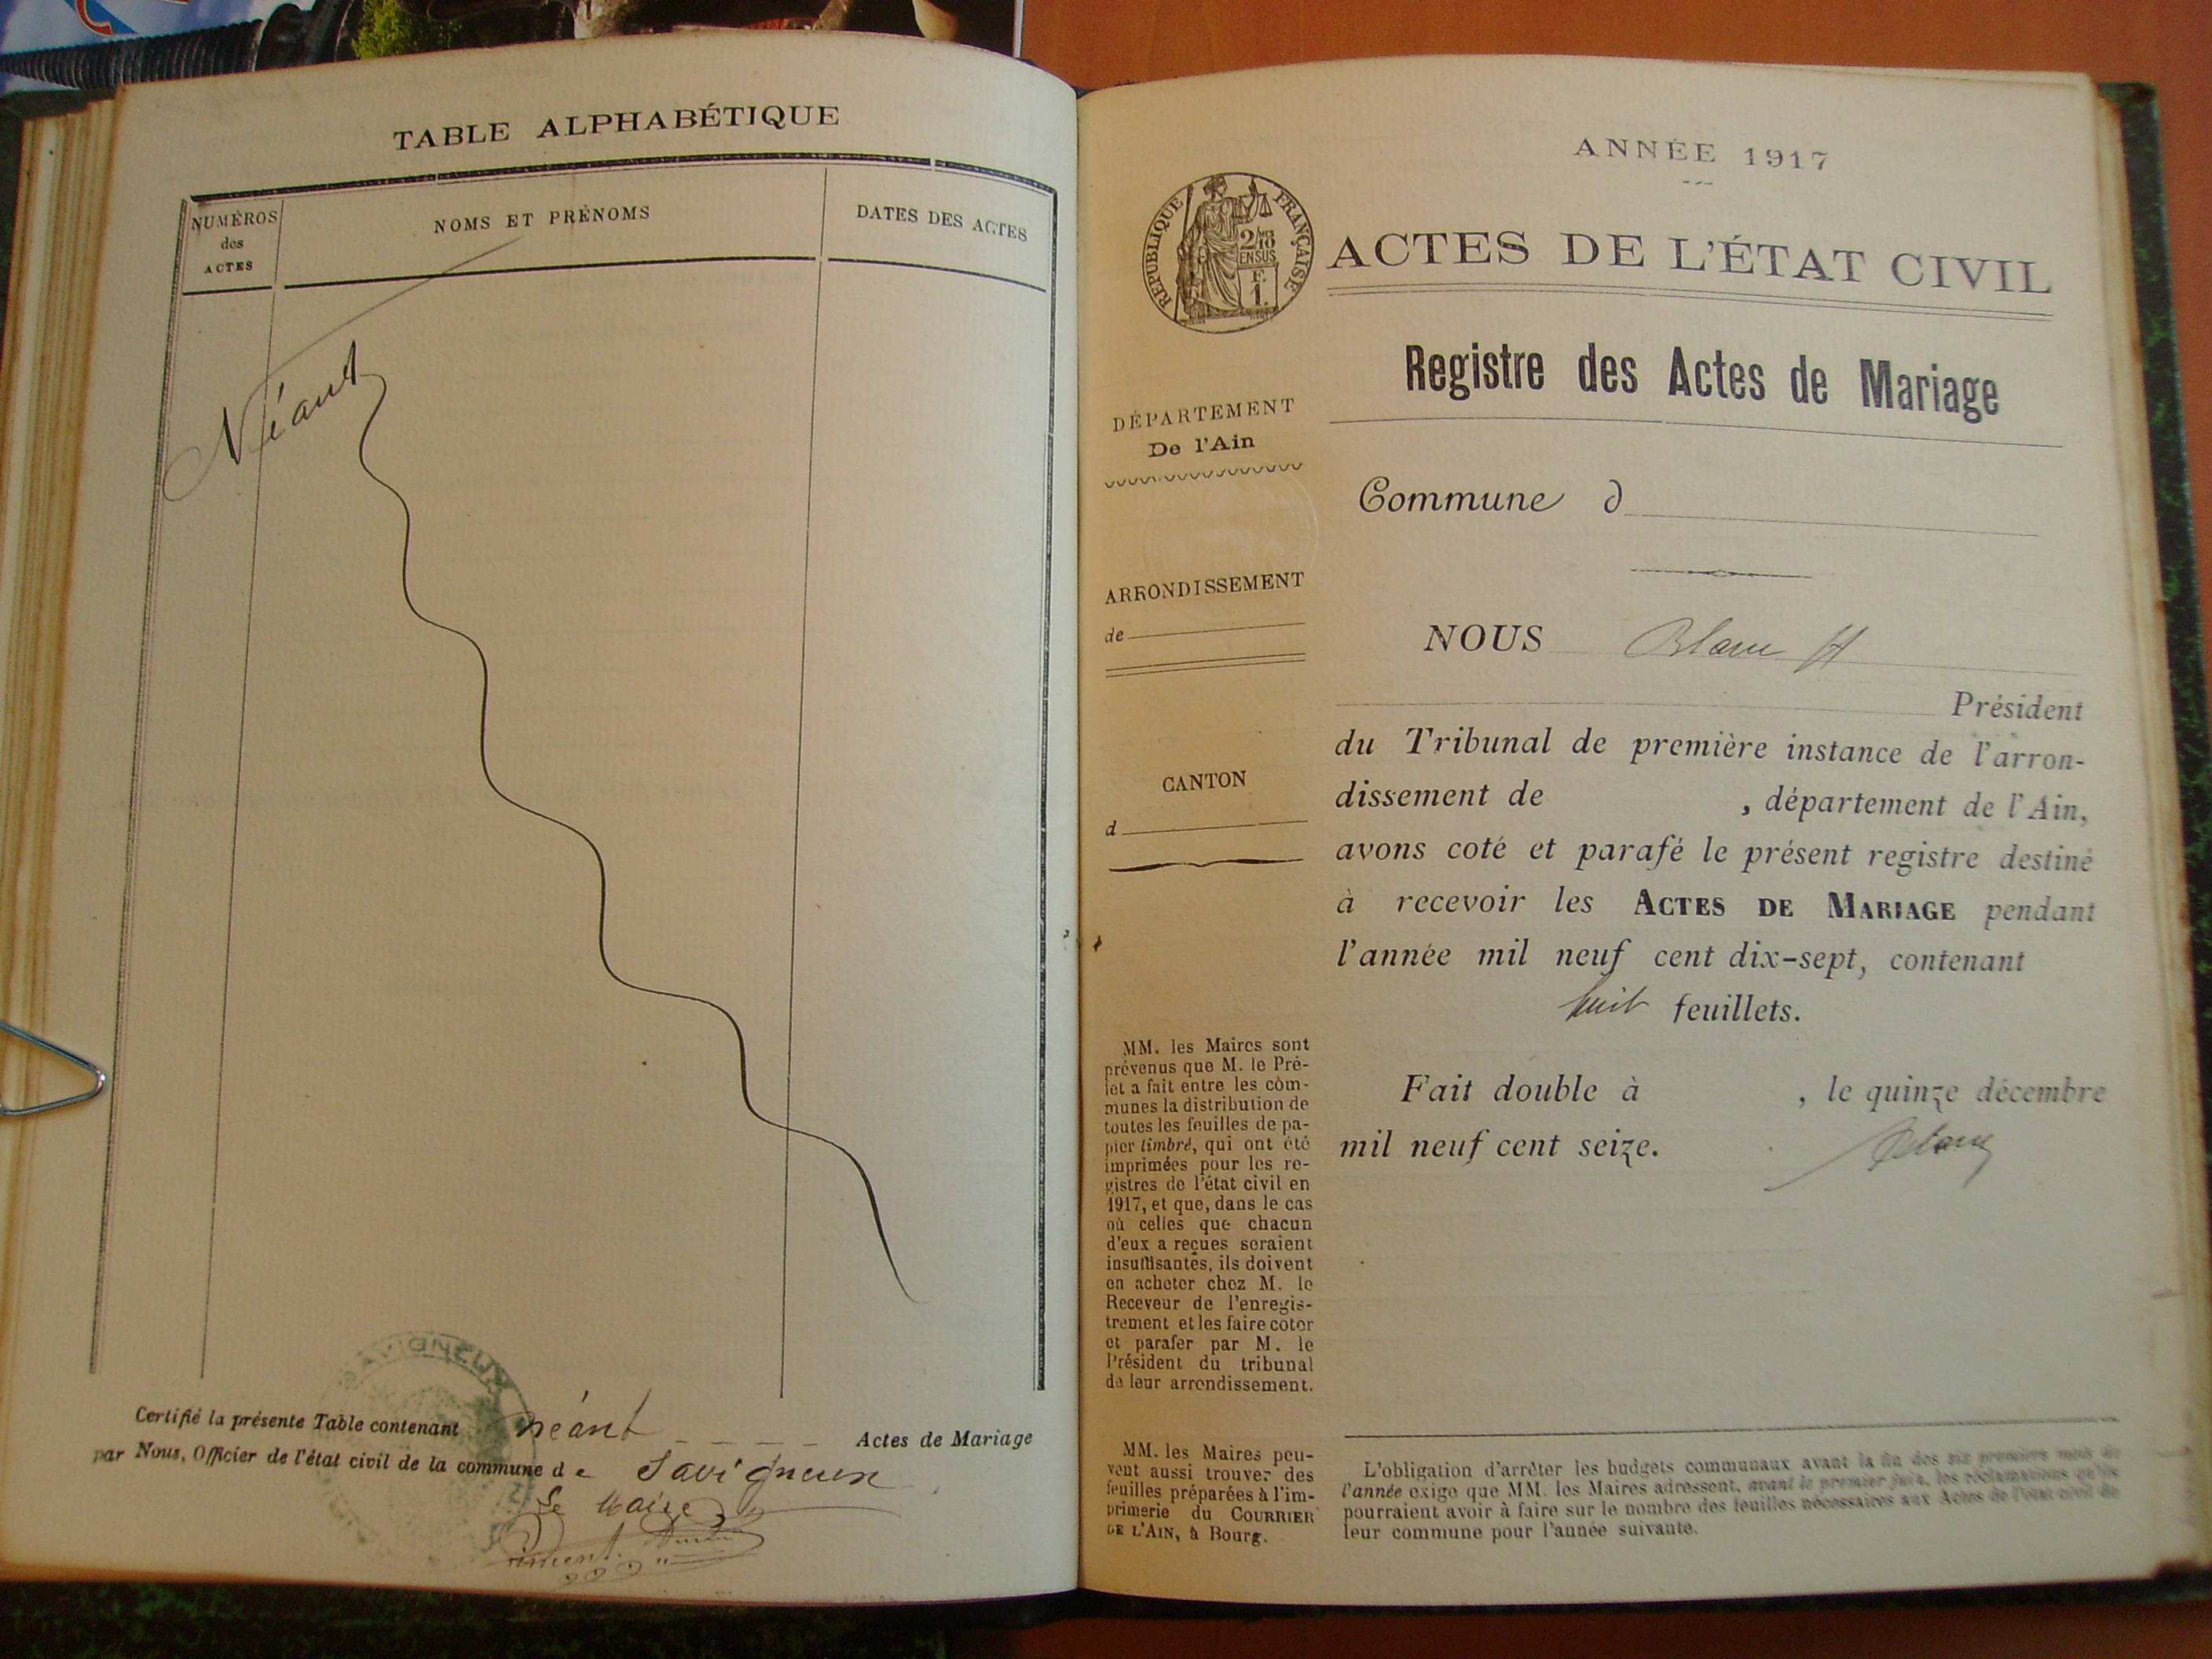 TABLE ALPHABÉTIQUE
NUMÉROS
des
ACTES
NOMS ET PRÉNOMS
DATES DES ACTES
Néant
Certifié la présente Table contenant néant Actes de Mariage
par Nous, Officier de l'état civil de la commune de Savigneux
Le Maire
SAVIGNEUX
ANNÉE 1917
RÉPUBLIQUE FRANÇAISE
2/10
EN SUS
F.
1.
ACTES DE L'ÉTAT CIVIL
Registre des Actes de Mariage
DÉPARTEMENT
De l'Ain
ARRONDISSEMENT
de
CANTON
d
Commune d
NOUS Blanc H
Président
du Tribunal de première instance de l'arron-
dissement de , département de l'Ain,
avons coté et parafé le présent registre destiné
à recevoir les ACTES DE MARIAGE pendant
l'année mil neuf cent dix-sept, contenant
huit feuillets.
Fait double à , le quinze décembre
mil neuf cent seize.
Blanc
MM. les Maires sont
prévenus que M. le Pré-
fet a fait entre les com-
munes la distribution de
toutes les feuilles de pa-
pier timbré, qui ont été
imprimées pour les re-
gistres de l'état civil en
1917, et que, dans le cas
où celles que chacun
d'eux a reçues seraient
insuffisantes, ils doivent
en acheter chez M. le
Receveur de l'enregis-
trement et les faire coter
et parafer par M. le
Président du tribunal
de leur arrondissement.
MM. les Maires peu-
vent aussi trouver des
feuilles préparées à l'im-
primerie du COURRIER
DE L'AIN, à Bourg.
L'obligation d'arrêter les budgets communaux avant la fin des six premiers mois de
l'année exige que MM. les Maires adressent, avant le premier juin, les réclamations qu'ils
pourraient avoir à faire sur le nombre des feuilles nécessaires aux Actes de l'état civil de
leur commune pour l'année suivante.